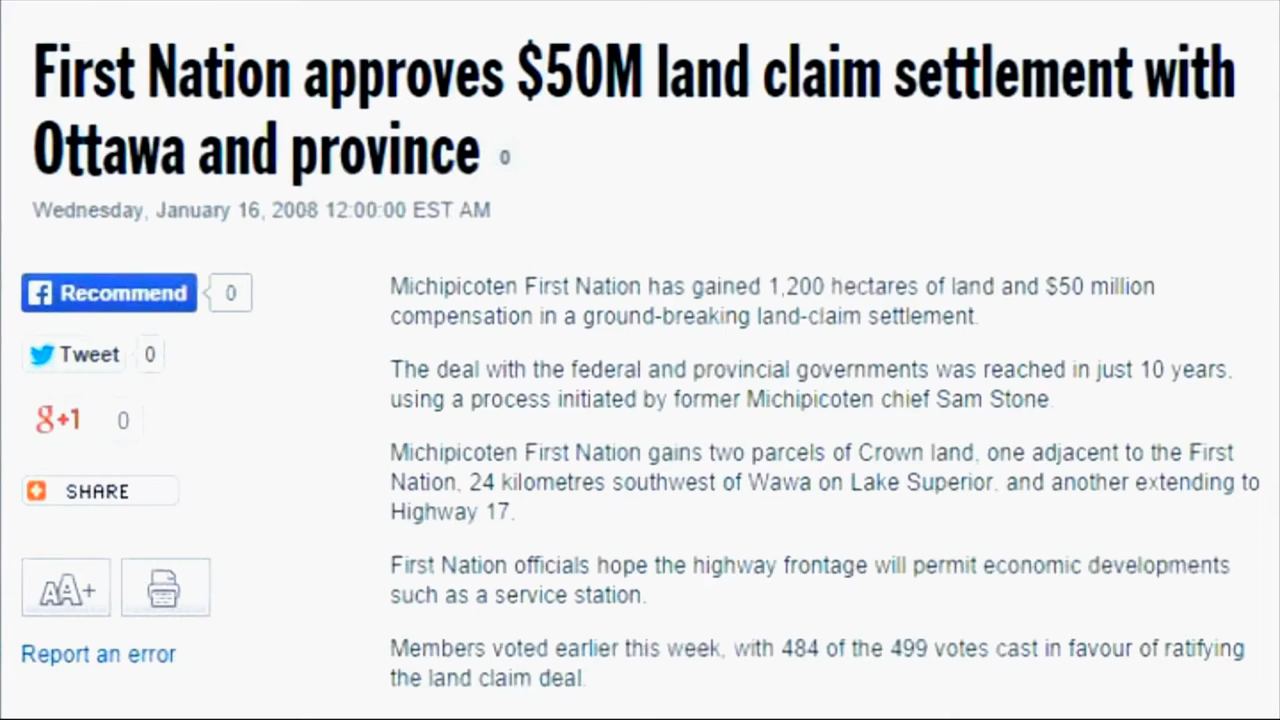 First Nation approves $50M land claim settlement with
Ottawa and province 0
Wednesday, January 16, 2008 12:00:00 EST AM
Recommend 0
Tweet 0
g+1 0
SHARE
AA+
Report an error
Michipicoten First Nation has gained 1,200 hectares of land and $50 million
compensation in a ground-breaking land-claim settlement.
The deal with the federal and provincial governments was reached in just 10 years,
using a process initiated by former Michipicoten chief Sam Stone.
Michipicoten First Nation gains two parcels of Crown land, one adjacent to the First
Nation, 24 kilometres southwest of Wawa on Lake Superior, and another extending to
Highway 17.
First Nation officials hope the highway frontage will permit economic developments
such as a service station.
Members voted earlier this week, with 484 of the 499 votes cast in favour of ratifying
the land claim deal.